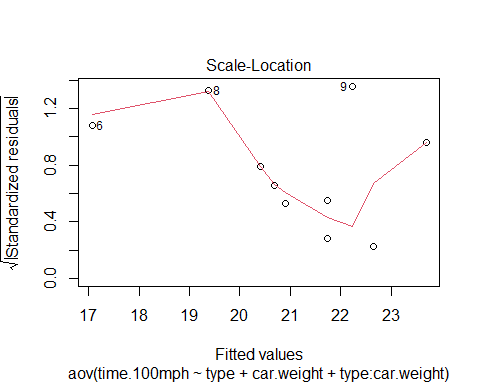 Scale-Location
√|Standardized residuals|
0.0 0.4 0.8 1.2
6
8
9
17 18 19 20 21 22 23
Fitted values
aov(time.100mph ~ type + car.weight + type:car.weight)